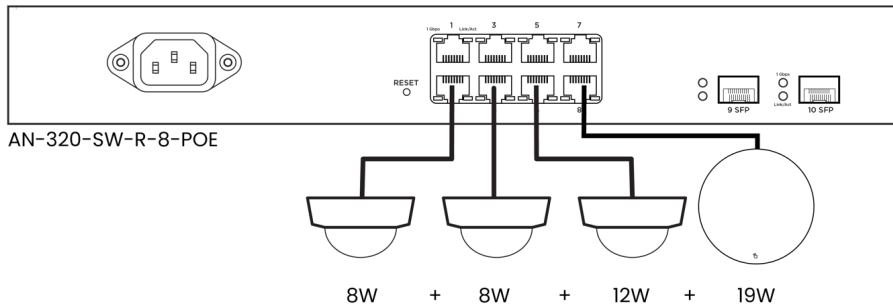 1 Gbps 1 Link/Act 3 5 7
RESET
8
1 Gbps
Link/Act
9 SFP 10 SFP
AN-320-SW-R-8-POE
8W + 8W + 12W + 19W